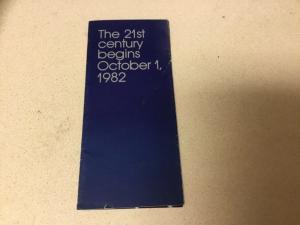 The 21st
century
begins
October 1,
1982